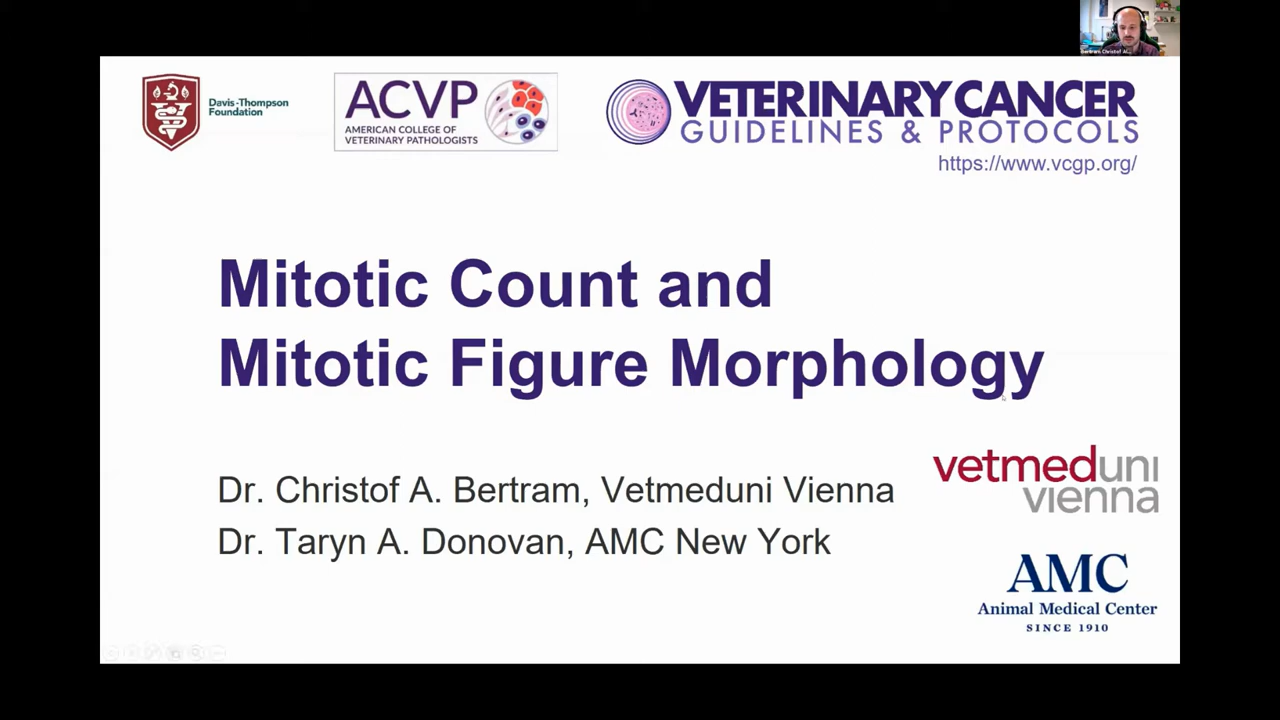 Bertram Christof A...
Davis-Thompson
Foundation
ACVP
AMERICAN COLLEGE OF
VETERINARY PATHOLOGISTS
VETERINARY CANCER
GUIDELINES & PROTOCOLS
https://www.vcgp.org/
Mitotic Count and
Mitotic Figure Morphology
Dr. Christof A. Bertram, Vetmeduni Vienna
Dr. Taryn A. Donovan, AMC New York
vetmeduni
vienna
AMC
Animal Medical Center
SINCE 1910